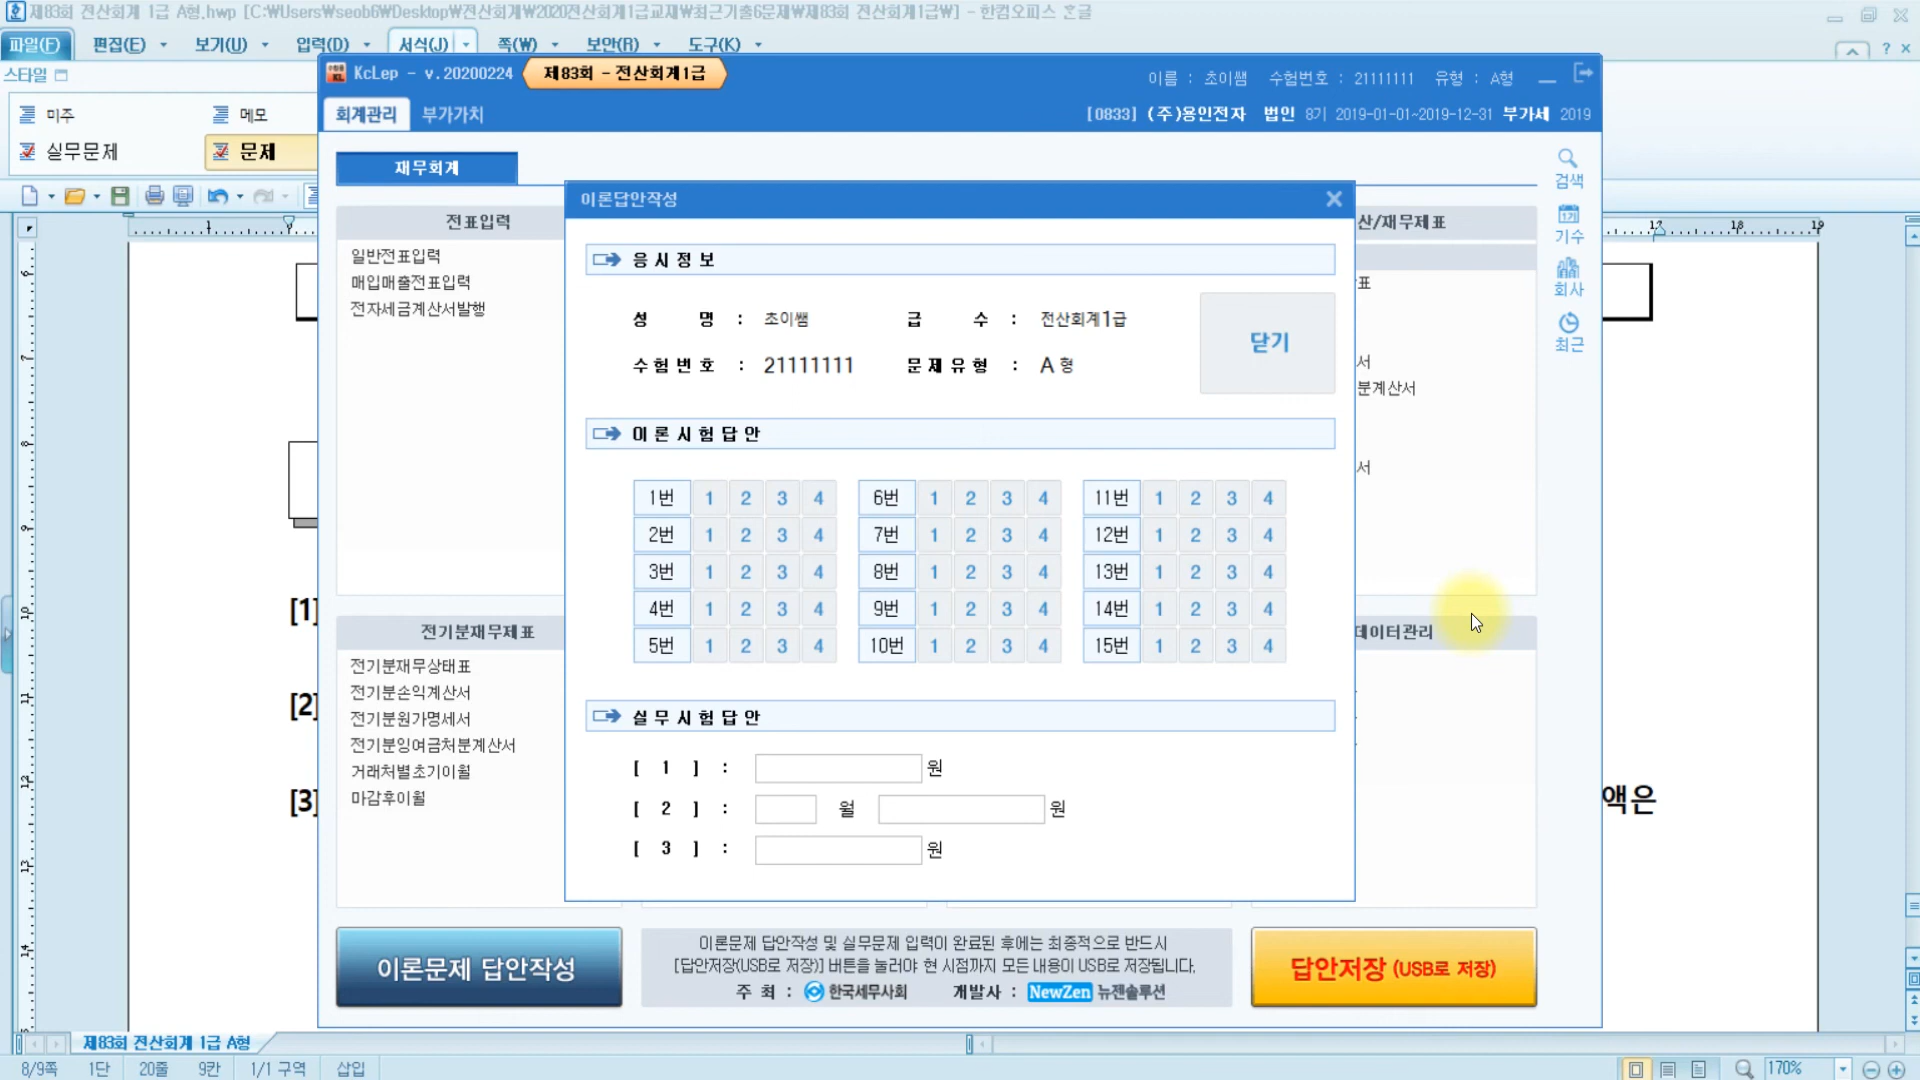 제83회 전산회계 1급 A형.hwp [C:₩Users₩seob6₩Desktop₩전산회계₩2020전산회계1급교재₩최근기출6문제₩제83회 전산회계1급₩] - 한컴오피스 한글
파일(F) 편집(E) 보기(U) 입력(D) 서식(J) 쪽(W) 보안(R) 도구(K)
스타일
미주 메모
실무문제 문제
KcLep - v.20200224 제83회 - 전산회계1급
이름 : 초이쌤 수험번호 : 21111111 유형 : A형
회계관리 부가가치
[0833] (주)용인전자 법인 8기 2019-01-01~2019-12-31 부가세 2019
재무회계
검색
기수
회사
최근
전표입력
일반전표입력
매입매출전표입력
전자세금계산서발행
산/재무제표
표
서
분계산서
서
전기분재무제표
전기분재무상태표
전기분손익계산서
전기분원가명세서
전기분잉여금처분계산서
거래처별초기이월
마감후이월
데이터관리
이론답안작성
응시정보
성 명 : 초이쌤 급 수 : 전산회계1급
수험번호 : 21111111 문제유형 : A 형
닫기
이론시험답안
1번 1 2 3 4 6번 1 2 3 4 11번 1 2 3 4
2번 1 2 3 4 7번 1 2 3 4 12번 1 2 3 4
3번 1 2 3 4 8번 1 2 3 4 13번 1 2 3 4
4번 1 2 3 4 9번 1 2 3 4 14번 1 2 3 4
5번 1 2 3 4 10번 1 2 3 4 15번 1 2 3 4
실무시험답안
[ 1 ] : 원
[ 2 ] : 월 원
[ 3 ] : 원
[1]
[2]
[3]
액은
이론문제 답안작성
이론문제 답안작성 및 실무문제 입력이 완료된 후에는 최종적으로 반드시
[답안저장(USB로 저장)] 버튼을 눌러야 현 시점까지 모든 내용이 USB로 저장됩니다.
주 최 : 한국세무사회 개발사 : NewZen 뉴젠솔루션
답안저장 (USB로 저장)
제83회 전산회계 1급 A형
8/9쪽 1단 20줄 9칸 1/1 구역 삽입 170%